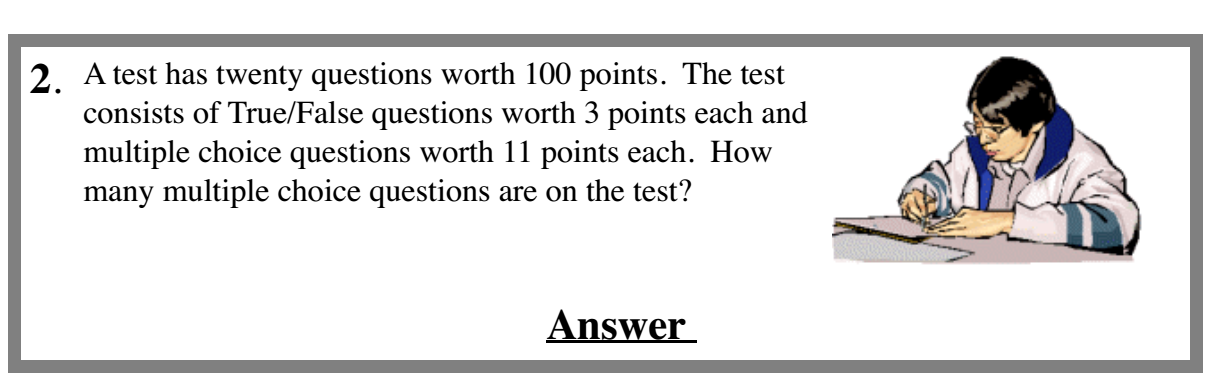 2. A test has twenty questions worth 100 points. The test
consists of True/False questions worth 3 points each and
multiple choice questions worth 11 points each. How
many multiple choice questions are on the test?
Answer